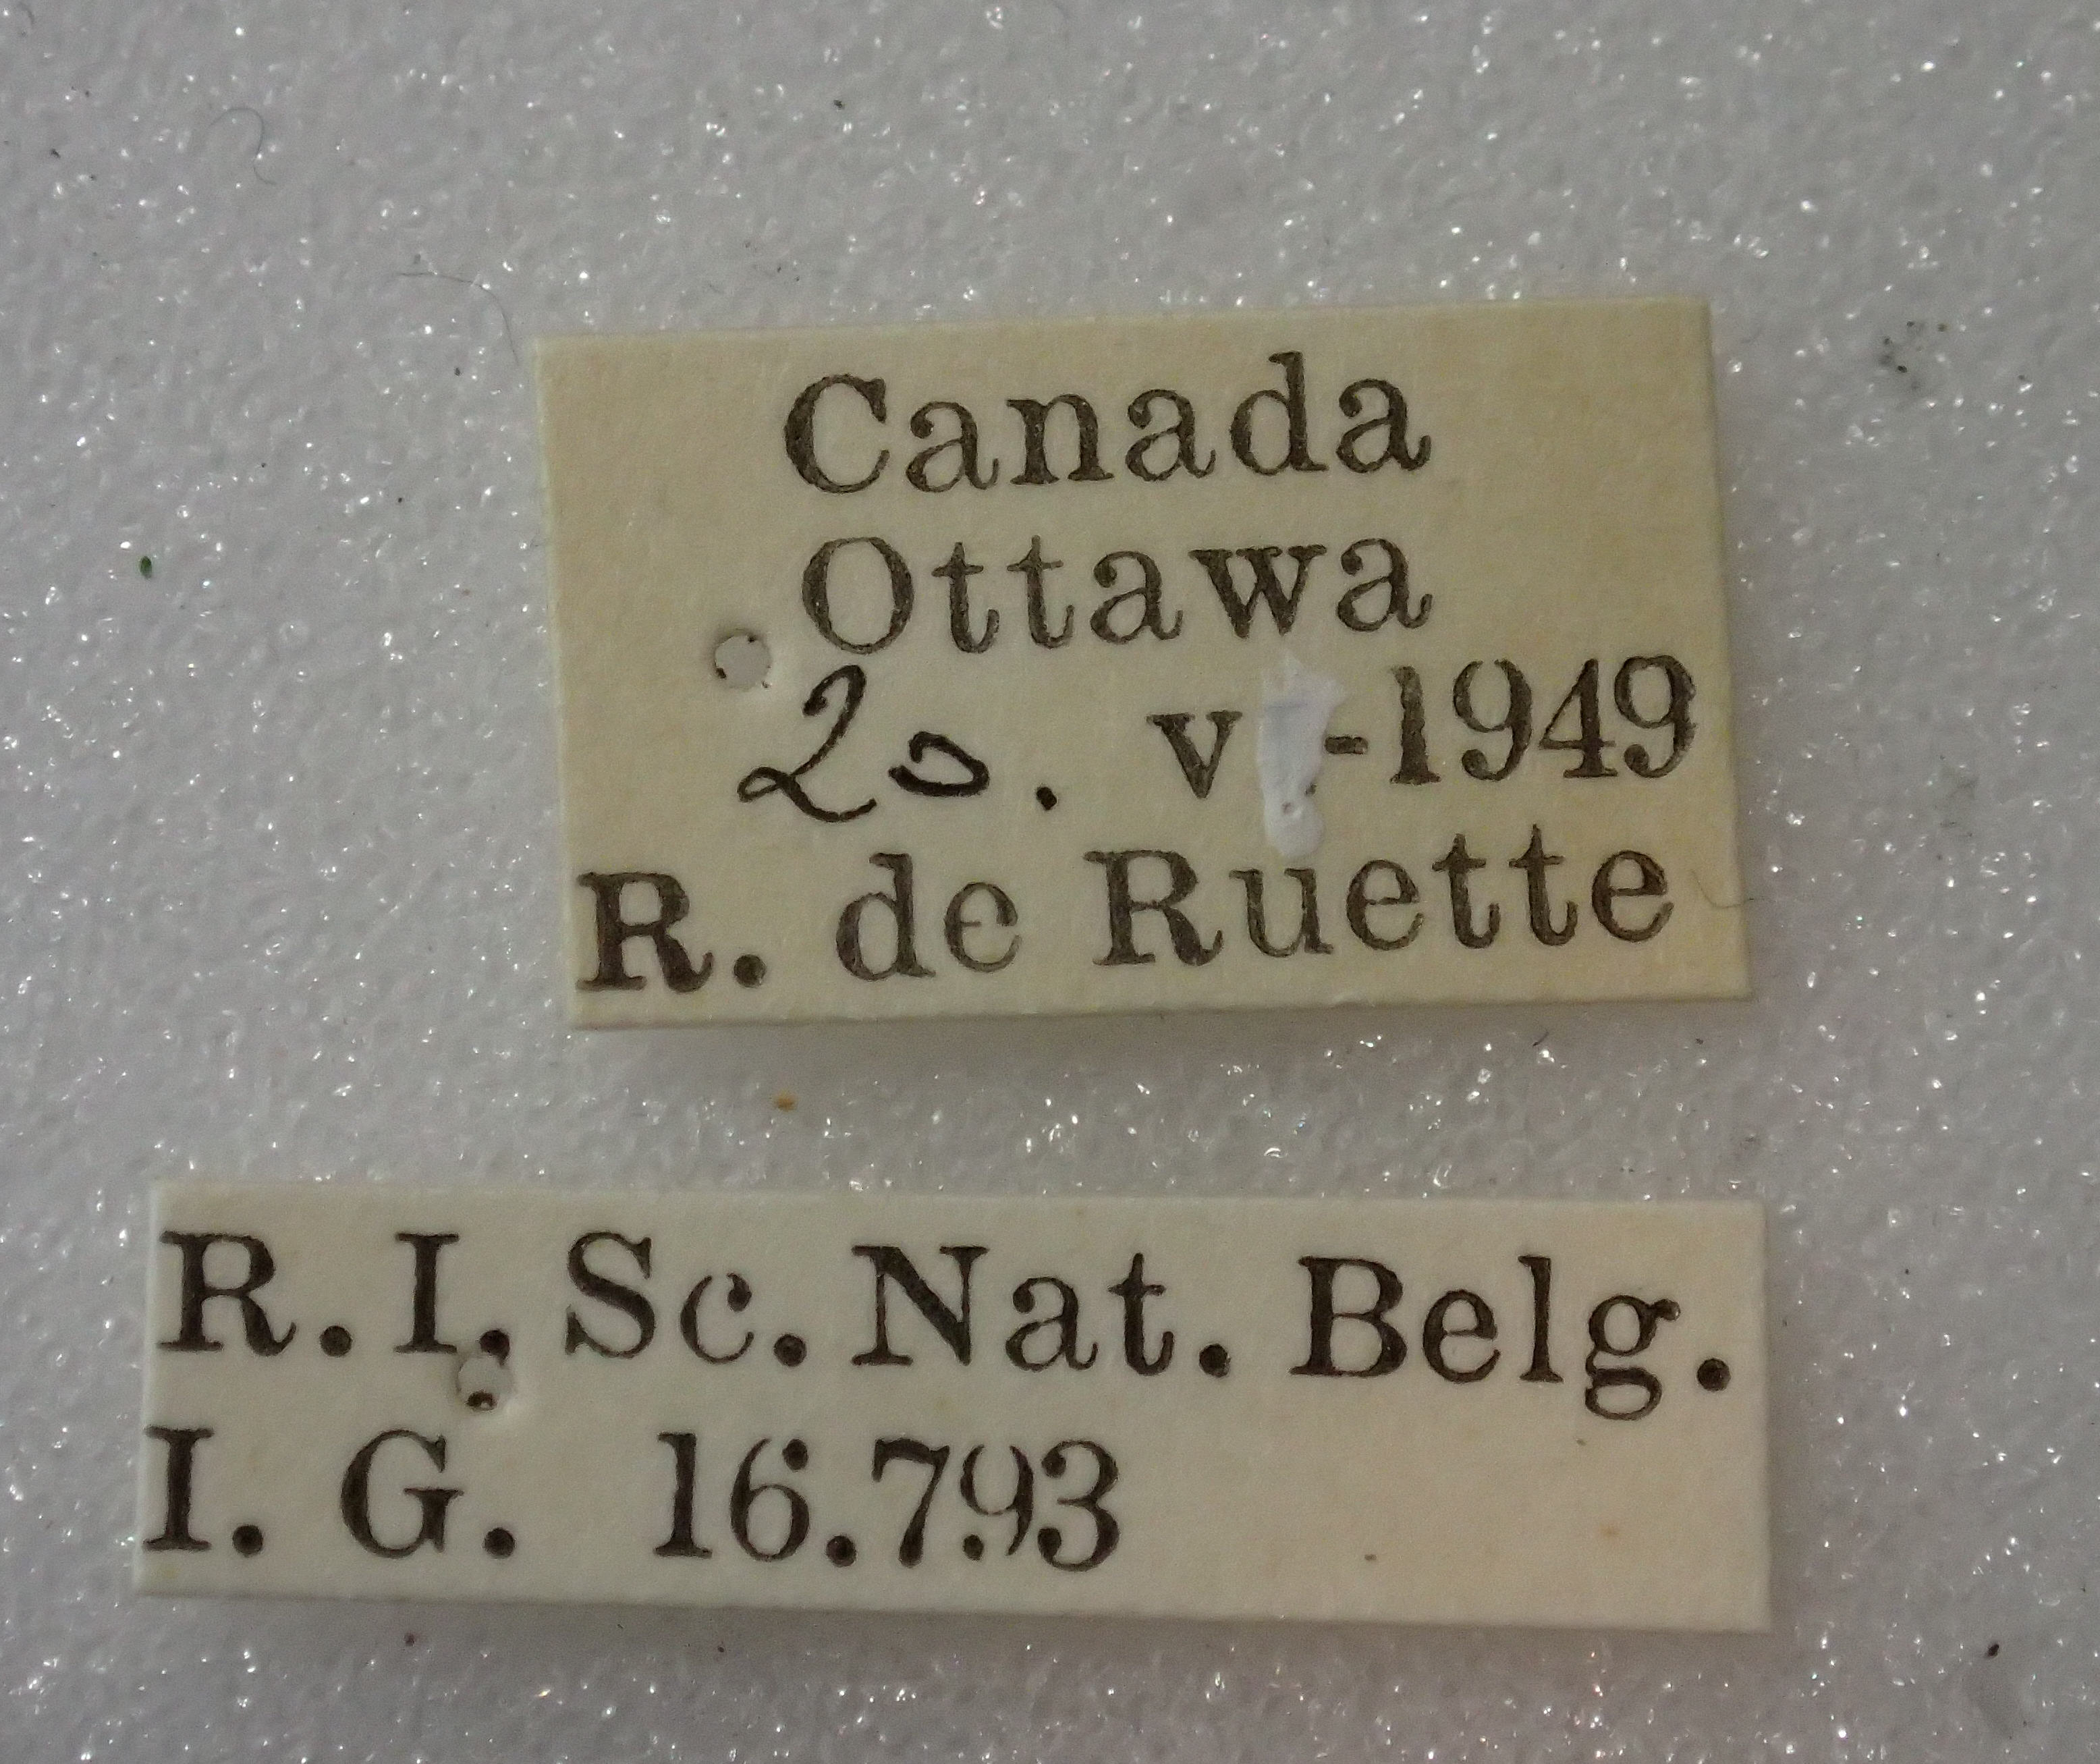 Canada
Ottawa
20. v -1949
R. de Ruette
R. I. Sc. Nat. Belg.
I. G. 16.793